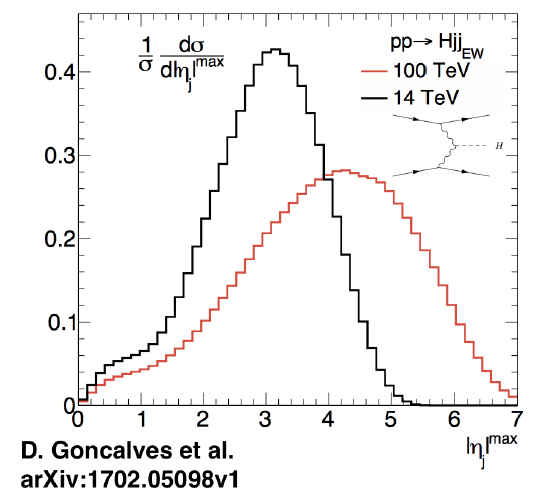 1/σ dσ/d|η_j|^max
pp→ Hjj_EW
100 TeV
14 TeV
H
0.4
0.3
0.2
0.1
0
0 1 2 3 4 5 6 7
|η_j|^max
D. Goncalves et al.
arXiv:1702.05098v1